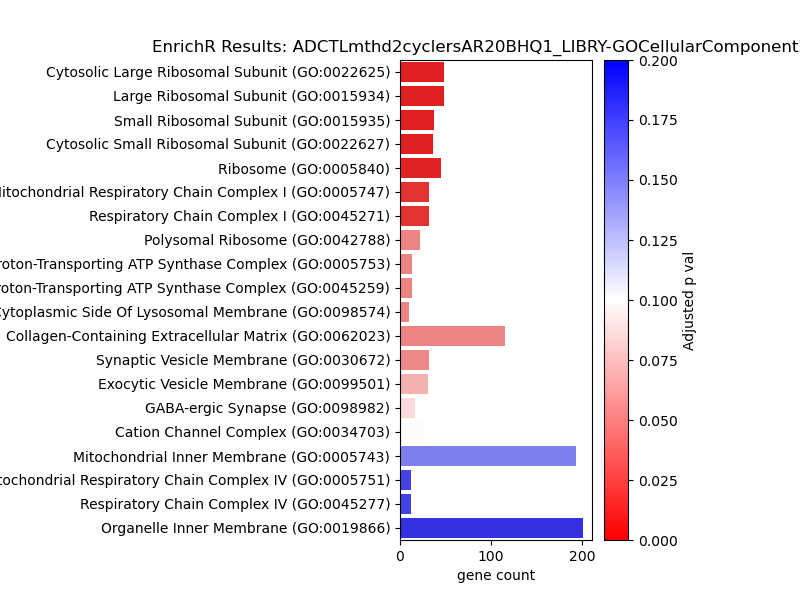 EnrichR Results: ADCTLmthd2cyclersAR20BHQ1_LIBRY-GOCellularComponent
Cytosolic Large Ribosomal Subunit (GO:0022625)
Large Ribosomal Subunit (GO:0015934)
Small Ribosomal Subunit (GO:0015935)
Cytosolic Small Ribosomal Subunit (GO:0022627)
Ribosome (GO:0005840)
Mitochondrial Respiratory Chain Complex I (GO:0005747)
Respiratory Chain Complex I (GO:0045271)
Polysomal Ribosome (GO:0042788)
roton-Transporting ATP Synthase Complex (GO:0005753)
roton-Transporting ATP Synthase Complex (GO:0045259)
Cytoplasmic Side Of Lysosomal Membrane (GO:0098574)
Collagen-Containing Extracellular Matrix (GO:0062023)
Synaptic Vesicle Membrane (GO:0030672)
Exocytic Vesicle Membrane (GO:0099501)
GABA-ergic Synapse (GO:0098982)
Cation Channel Complex (GO:0034703)
Mitochondrial Inner Membrane (GO:0005743)
tochondrial Respiratory Chain Complex IV (GO:0005751)
Respiratory Chain Complex IV (GO:0045277)
Organelle Inner Membrane (GO:0019866)
0
100
200
gene count
0.200
0.175
0.150
0.125
0.100
0.075
0.050
0.025
0.000
Adjusted p val